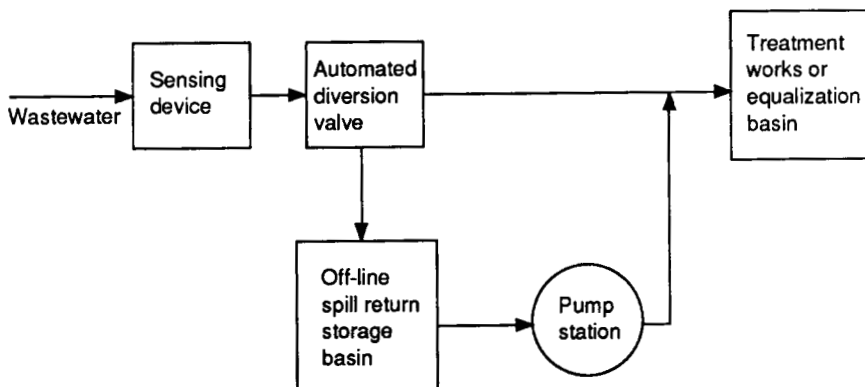 Wastewater
Sensing
device
Automated
diversion
valve
Treatment
works or
equalization
basin
Off-line
spill return
storage
basin
Pump
station